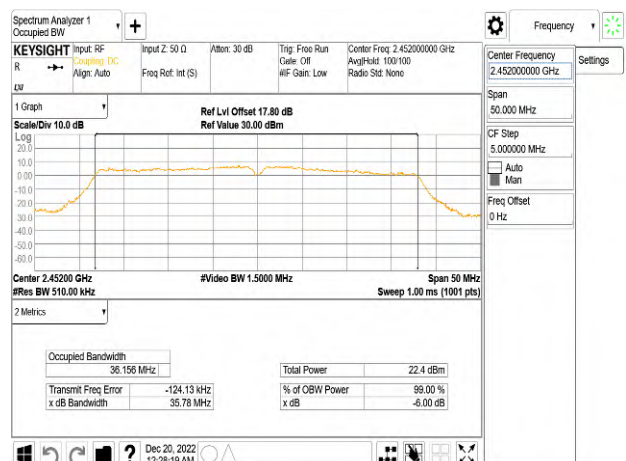 Spectrum Analyzer 1
Occupied BW
+
Frequency
KEYSIGHT Input: RF Input Z: 50 Ω Atten: 30 dB Trig: Free Run Center Freq: 2.452000000 GHz
Coupling: DC Gate: Off Avg|Hold: 100/100
R Align: Auto Freq Ref: Int (S) #IF Gain: Low Radio Std: None
LXI
Center Frequency
2.452000000 GHz
Settings
Span
50.000 MHz
CF Step
5.000000 MHz
Auto
Man
Freq Offset
0 Hz
1 Graph
Ref Lvl Offset 17.80 dB
Scale/Div 10.0 dB Ref Value 30.00 dBm
Log
20.0
10.0
0.00
-10.0
-20.0
-30.0
-40.0
-50.0
-60.0
Center 2.45200 GHz #Video BW 1.5000 MHz Span 50 MHz
#Res BW 510.00 kHz Sweep 1.00 ms (1001 pts)
2 Metrics
Occupied Bandwidth
36.156 MHz Total Power 22.4 dBm
Transmit Freq Error -124.13 kHz % of OBW Power 99.00 %
x dB Bandwidth 35.78 MHz x dB -6.00 dB
?
Dec 20, 2022
12:28:19 AM